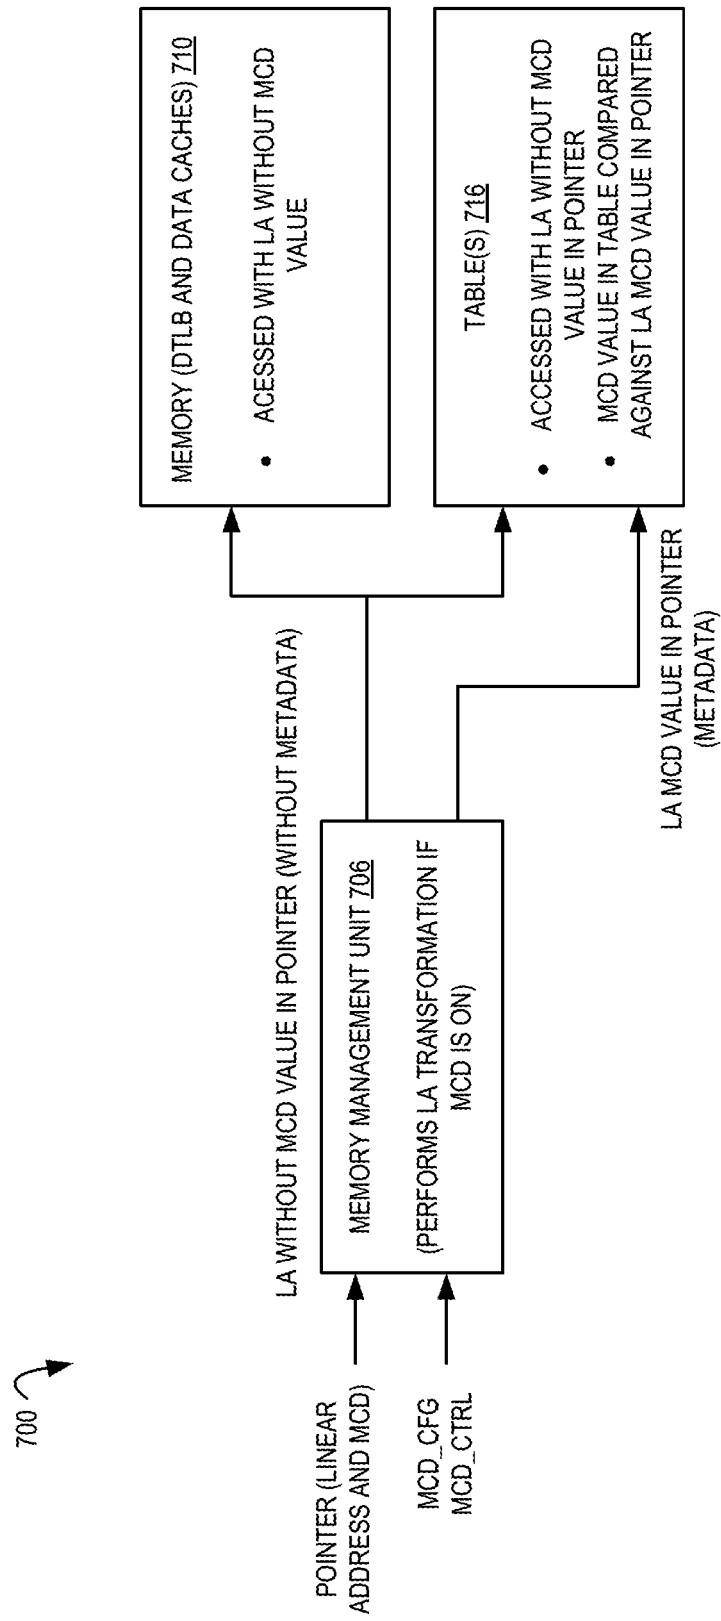 700
POINTER (LINEAR
ADDRESS AND MCD)
MCD_CFG
MCD_CTRL
MEMORY MANAGEMENT UNIT 706
(PERFORMS LA TRANSFORMATION IF
MCD IS ON)
LA WITHOUT MCD VALUE IN POINTER (WITHOUT METADATA)
LA MCD VALUE IN POINTER
(METADATA)
MEMORY (DTLB AND DATA CACHES) 710
• ACESSED WITH LA WITHOUT MCD
VALUE
TABLE(S) 716
• ACCESSED WITH LA WITHOUT MCD
VALUE IN POINTER
• MCD VALUE IN TABLE COMPARED
AGAINST LA MCD VALUE IN POINTER